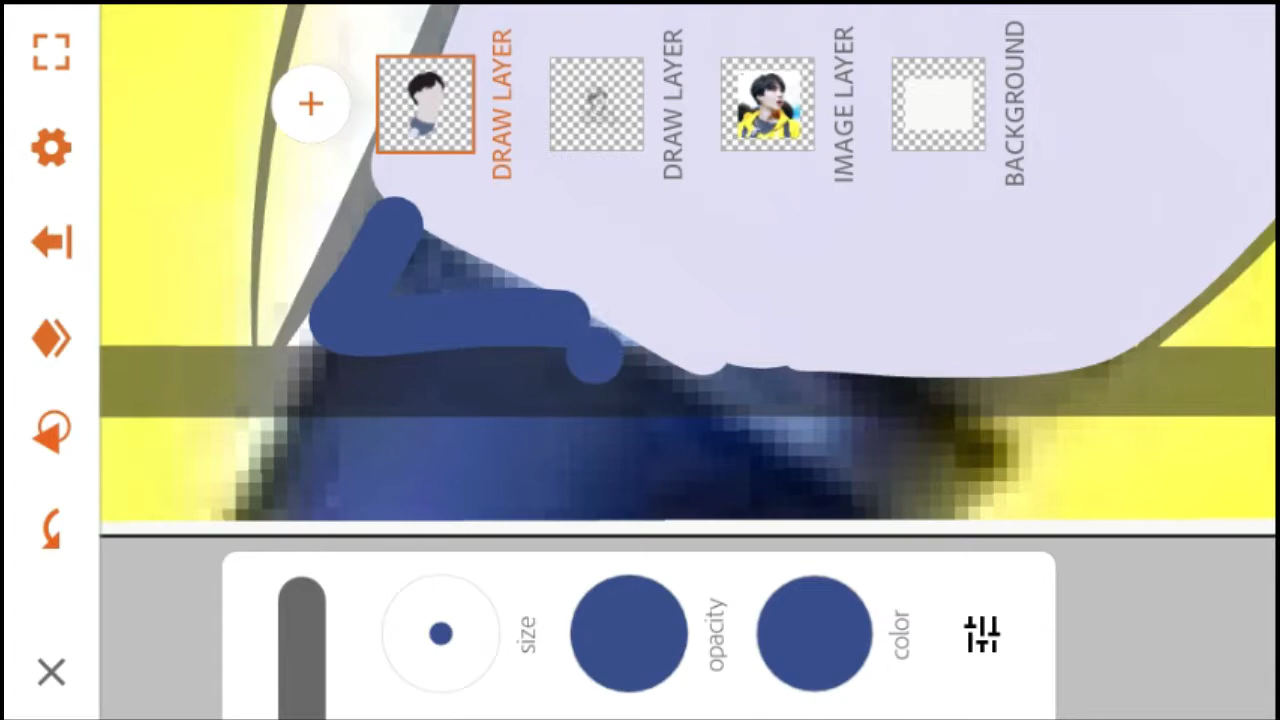 DRAW LAYER
DRAW LAYER
IMAGE LAYER
BACKGROUND
size
opacity
color